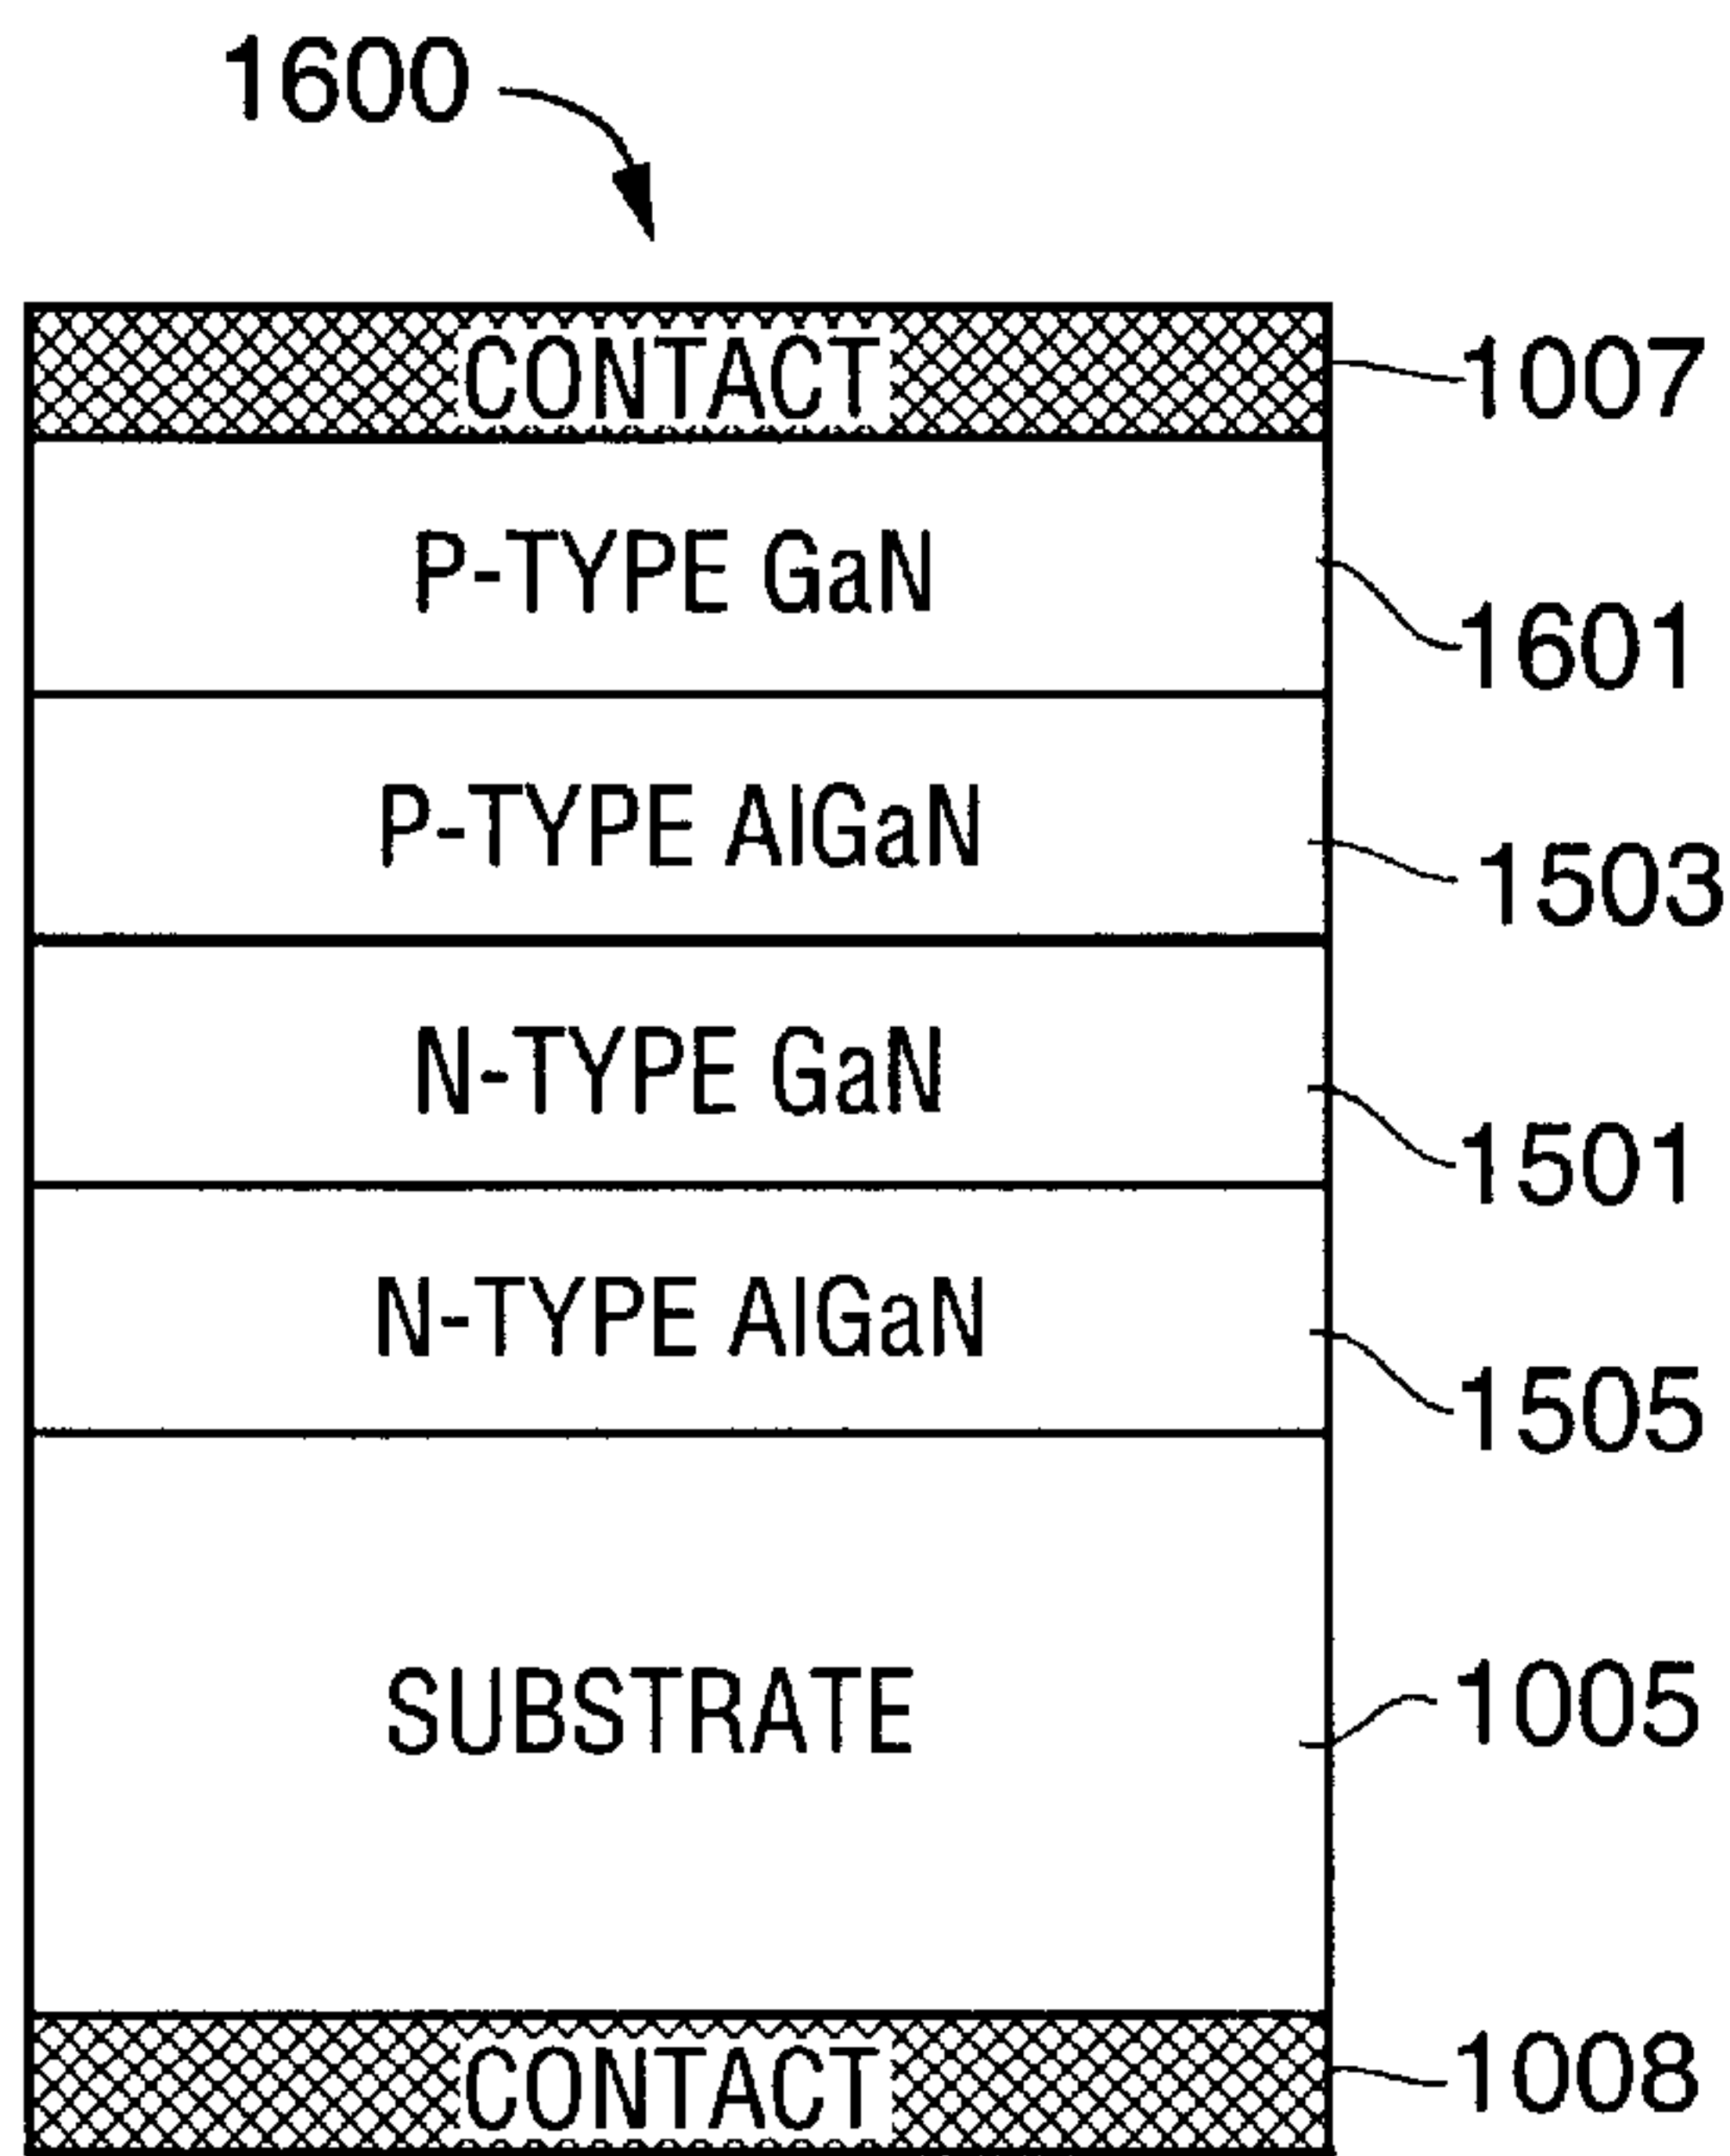 1600
CONTACT
1007
P-TYPE GaN
1601
P-TYPE AlGaN
1503
N-TYPE GaN
1501
N-TYPE AlGaN
1505
SUBSTRATE
1005
CONTACT
1008